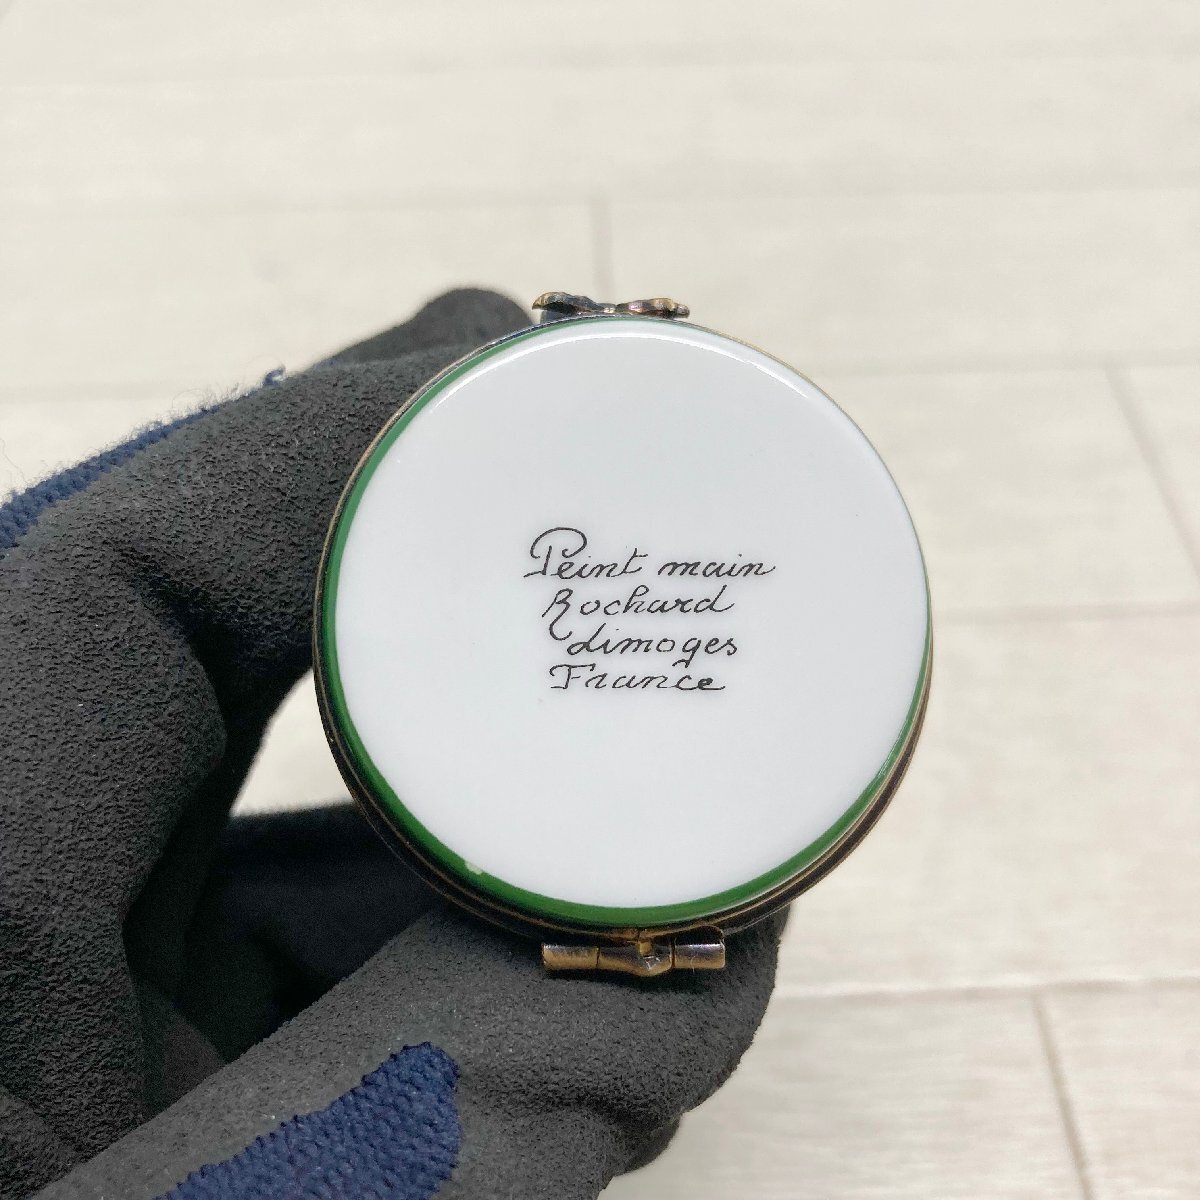 Peint main
Rochard
Limoges
France